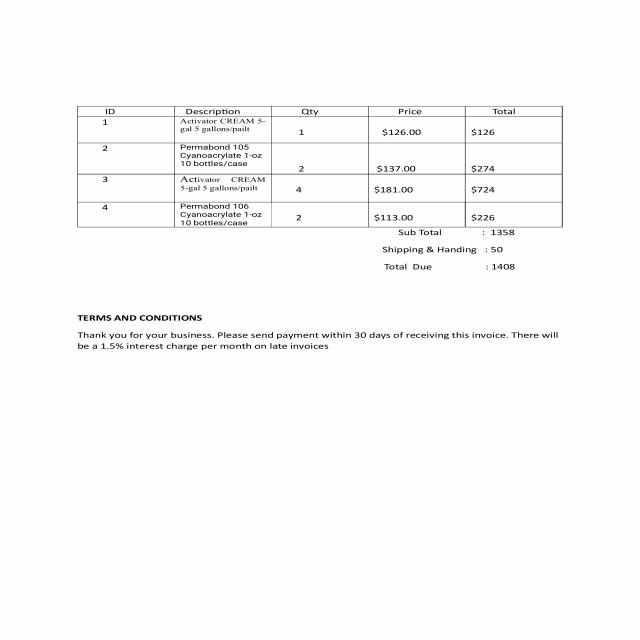 ID Description Qty Price Total
1 Activator CREAM 5-
gal 5 gallons/pailt
1 $126.00 $126
2 Permabond 105
Cyanoacrylate 1-oz
10 bottles/case
2 $137.00 $274
3 Activator CREAM
5-gal 5 gallons/pailt
4 $181.00 $724
4 Permabond 106
Cyanoacrylate 1-oz
10 bottles/case
2 $113.00 $226
Sub Total : 1358
Shipping & Handing : 50
Total Due : 1408
TERMS AND CONDITIONS
Thank you for your business. Please send payment within 30 days of receiving this invoice. There will
be a 1.5% interest charge per month on late invoices